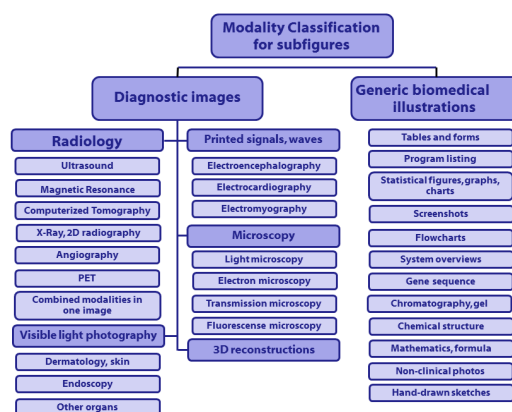 Modality Classification
for subfigures
Diagnostic images
Generic biomedical
illustrations
Radiology
Ultrasound
Magnetic Resonance
Computerized Tomography
X-Ray, 2D radiography
Angiography
PET
Combined modalities in
one image
Visible light photography
Dermatology, skin
Endoscopy
Other organs
Printed signals, waves
Electroencephalography
Electrocardiography
Electromyography
Microscopy
Light microscopy
Electron microscopy
Transmission microscopy
Fluorescense microscopy
3D reconstructions
Tables and forms
Program listing
Statistical figures, graphs,
charts
Screenshots
Flowcharts
System overviews
Gene sequence
Chromatography, gel
Chemical structure
Mathematics, formula
Non-clinical photos
Hand-drawn sketches